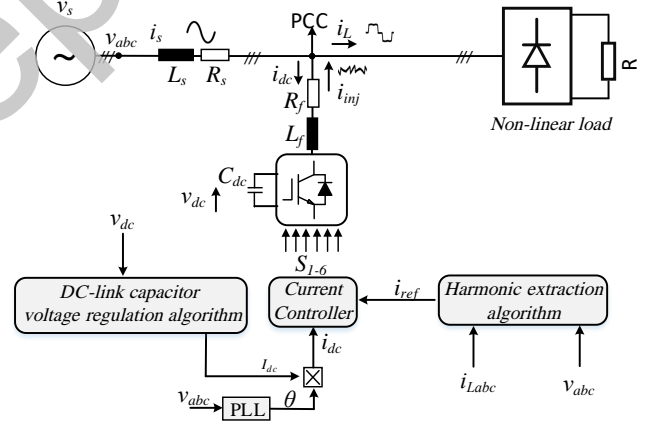 v_s
v_abc
i_s
L_s
R_s
PCC
i_L
i_dc
R_f
i_inj
L_f
R
Non-linear load
C_dc
v_dc
S_1-6
v_dc
DC-link capacitor
voltage regulation algorithm
Current
Controller
i_ref
Harmonic extraction
algorithm
I_dc
i_dc
v_abc
PLL
θ
i_Labc
v_abc